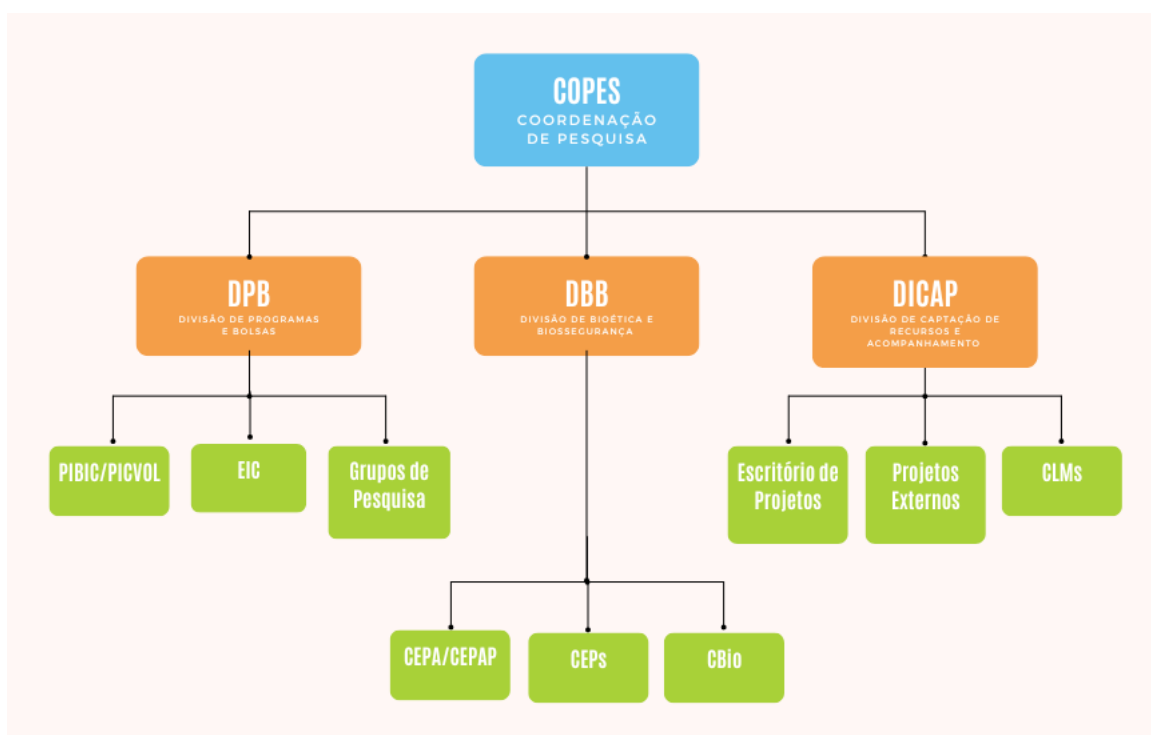 COPES
COORDENAÇÃO
DE PESQUISA
DPB
DIVISÃO DE PROGRAMAS
E BOLSAS
DBB
DIVISÃO DE BIOÉTICA E
BIOSSEGURANÇA
DICAP
DIVISÃO DE CAPTAÇÃO DE
RECURSOS E
ACOMPANHAMENTO
PIBIC/PICVOL
EIC
Grupos de
Pesquisa
Escritório de
Projetos
Projetos
Externos
CLMs
CEPA/CEPAP
CEPs
CBio